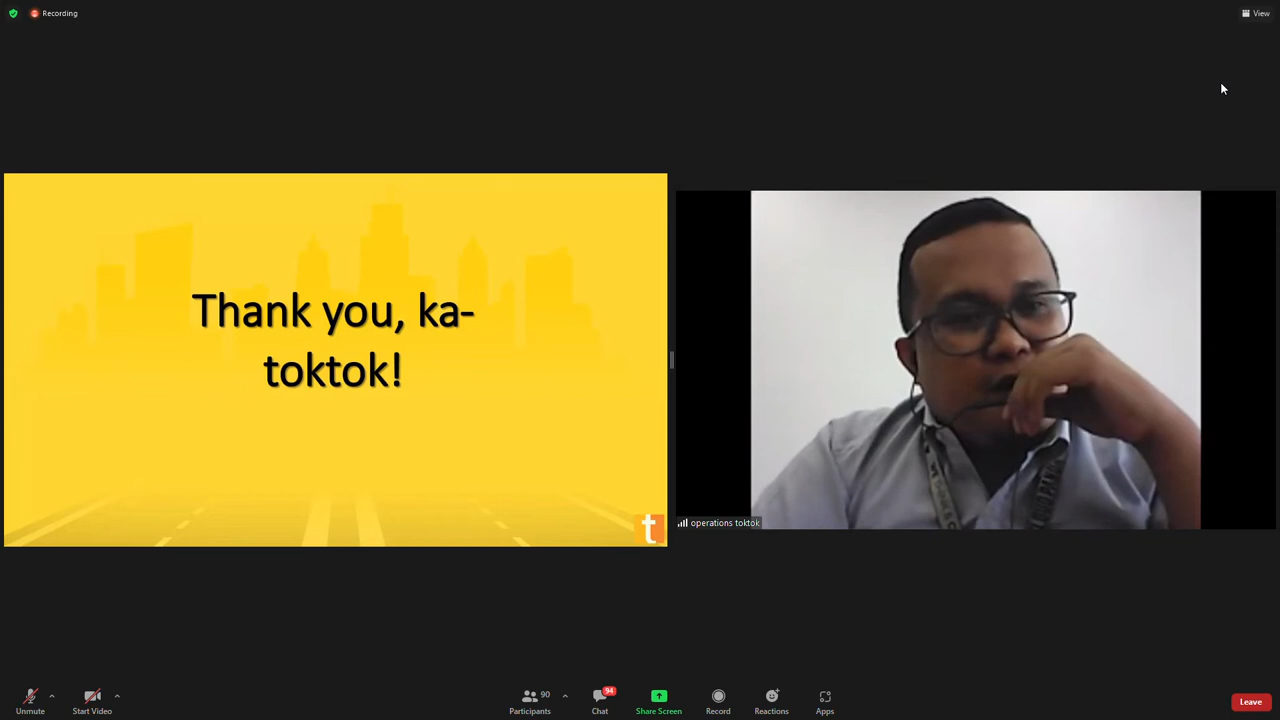 Recording
View
Thank you, ka-
toktok!
t
operations toktok
Unmute
Start Video
90
Participants
94
Chat
Share Screen
Record
Reactions
Apps
Leave